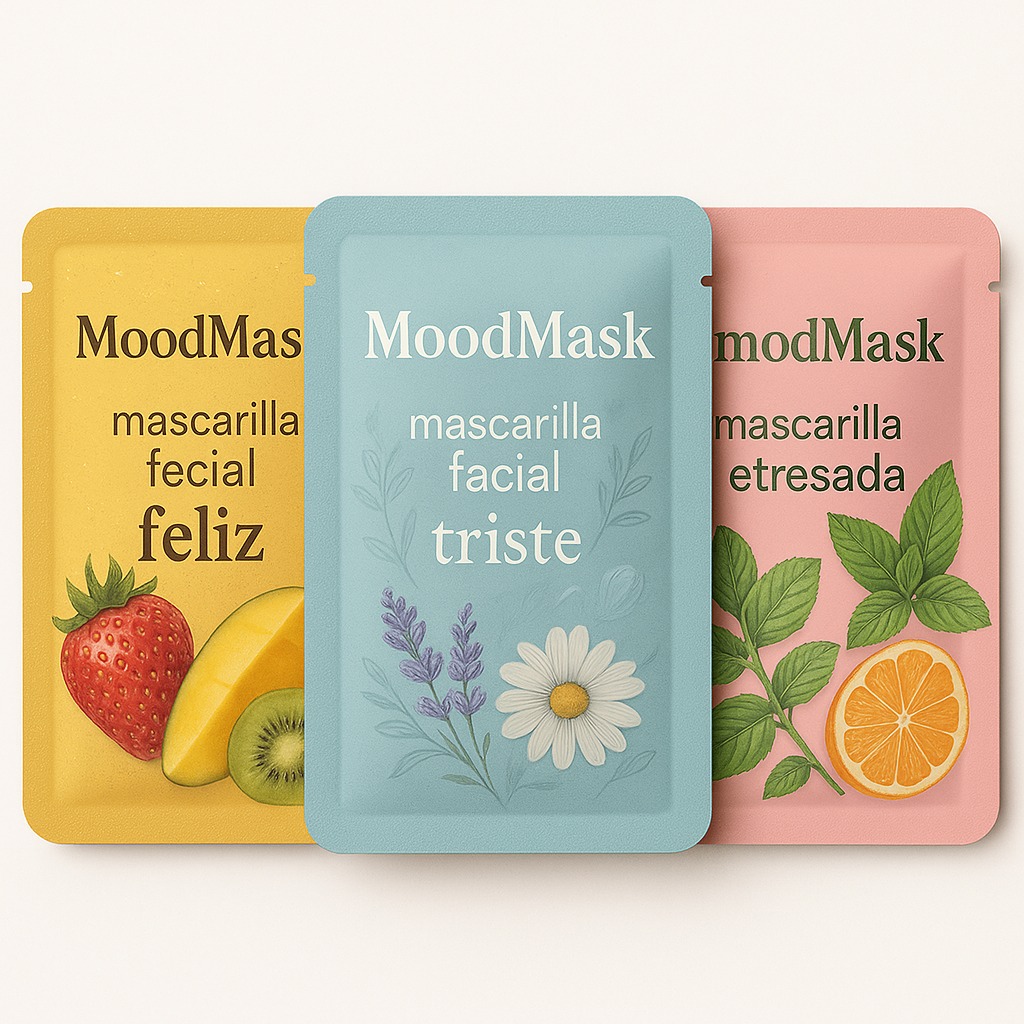 MoodMas
mascarilla
fecial
feliz
MoodMask
mascarilla
facial
triste
modMask
mascarilla
etresada